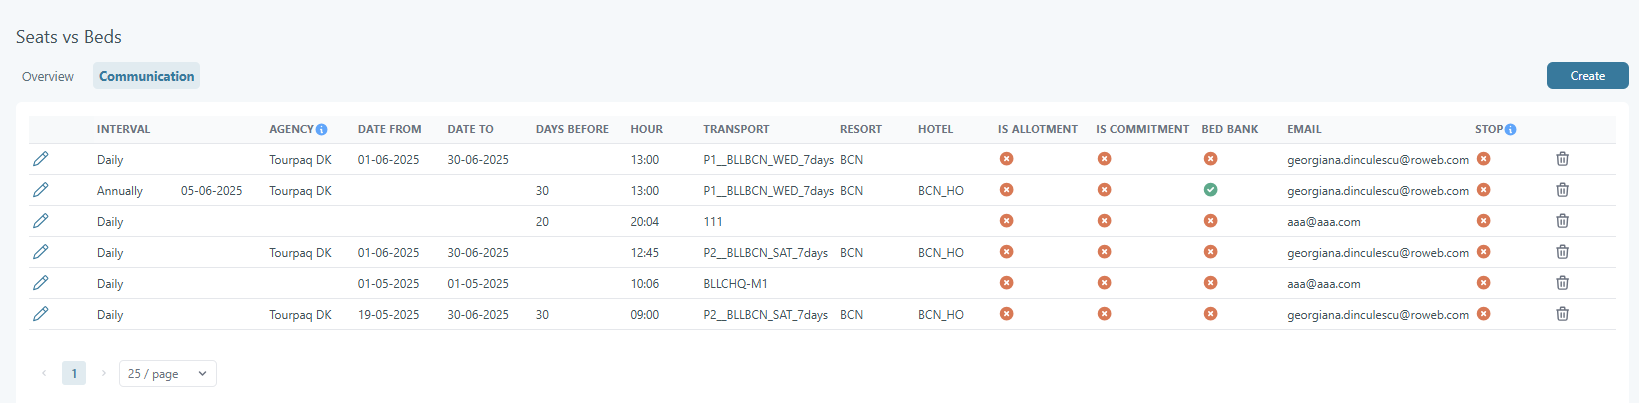 Seats vs Beds
Overview Communication Create
INTERVAL AGENCY DATE FROM DATE TO DAYS BEFORE HOUR TRANSPORT RESORT HOTEL IS ALLOTMENT IS COMMITMENT BED BANK EMAIL STOP
Daily Tourpaq DK 01-06-2025 30-06-2025 13:00 P1__BLLBCN_WED_7days BCN georgiana.dinculescu@roweb.com
Annually 05-06-2025 Tourpaq DK 30 13:00 P1__BLLBCN_WED_7days BCN BCN_HO georgiana.dinculescu@roweb.com
Daily 20 20:04 111 aaa@aaa.com
Daily Tourpaq DK 01-06-2025 30-06-2025 12:45 P2__BLLBCN_SAT_7days BCN BCN_HO georgiana.dinculescu@roweb.com
Daily 01-05-2025 01-05-2025 10:06 BLLCHQ-M1 aaa@aaa.com
Daily Tourpaq DK 19-05-2025 30-06-2025 30 09:00 P2__BLLBCN_SAT_7days BCN BCN_HO georgiana.dinculescu@roweb.com
1 25 / page